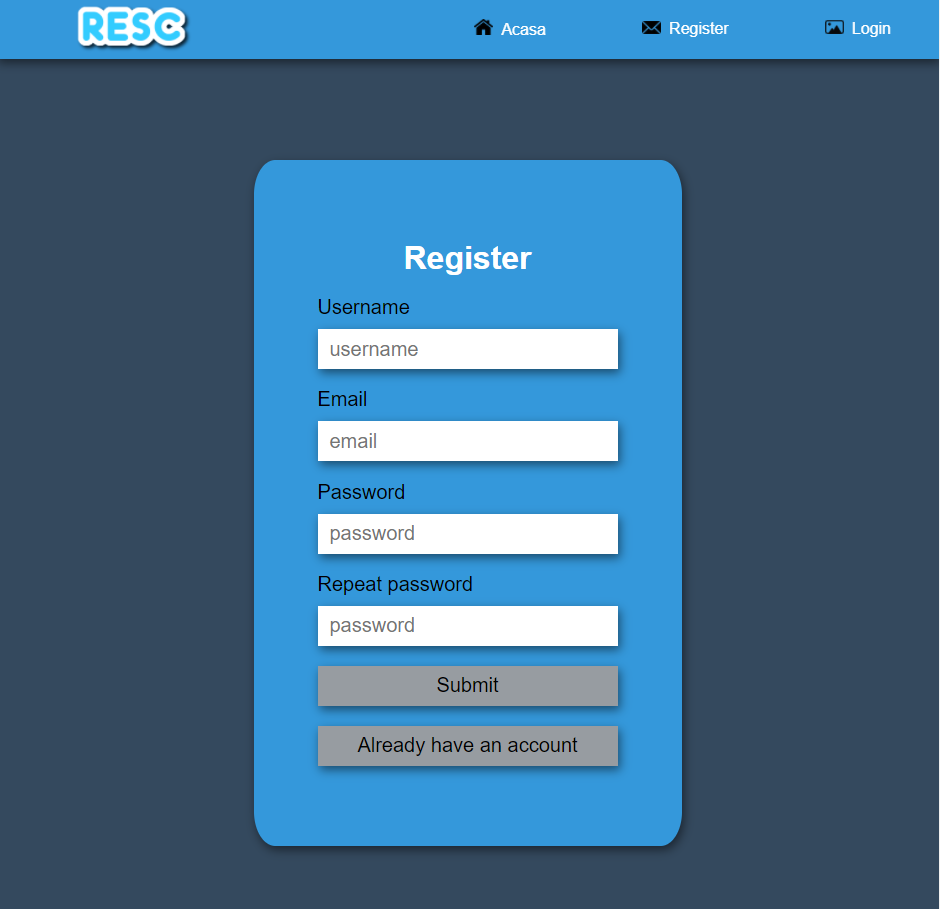 RESC
Acasa
Register
Login
Register
Username
username
Email
email
Password
password
Repeat password
password
Submit
Already have an account